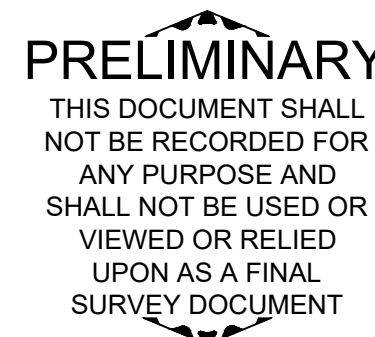 PRELIMINARY
THIS DOCUMENT SHALL
NOT BE RECORDED FOR
ANY PURPOSE AND
SHALL NOT BE USED OR
VIEWED OR RELIED
UPON AS A FINAL
SURVEY DOCUMENT